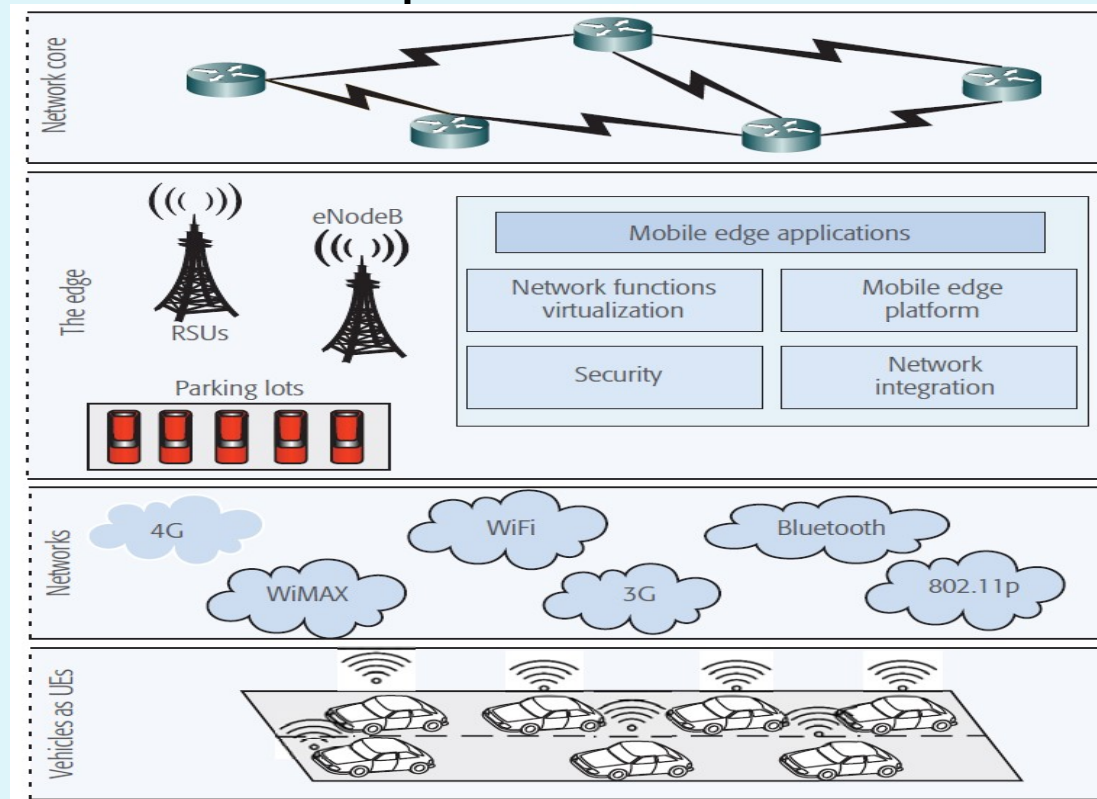 Network core
The edge
eNodeB
RSUs
Parking lots
Mobile edge applications
Network functions
virtualization
Mobile edge
platform
Security
Network
integration
Networks
4G
WiFi
Bluetooth
WiMAX
3G
802.11p
Vehicles as UEs